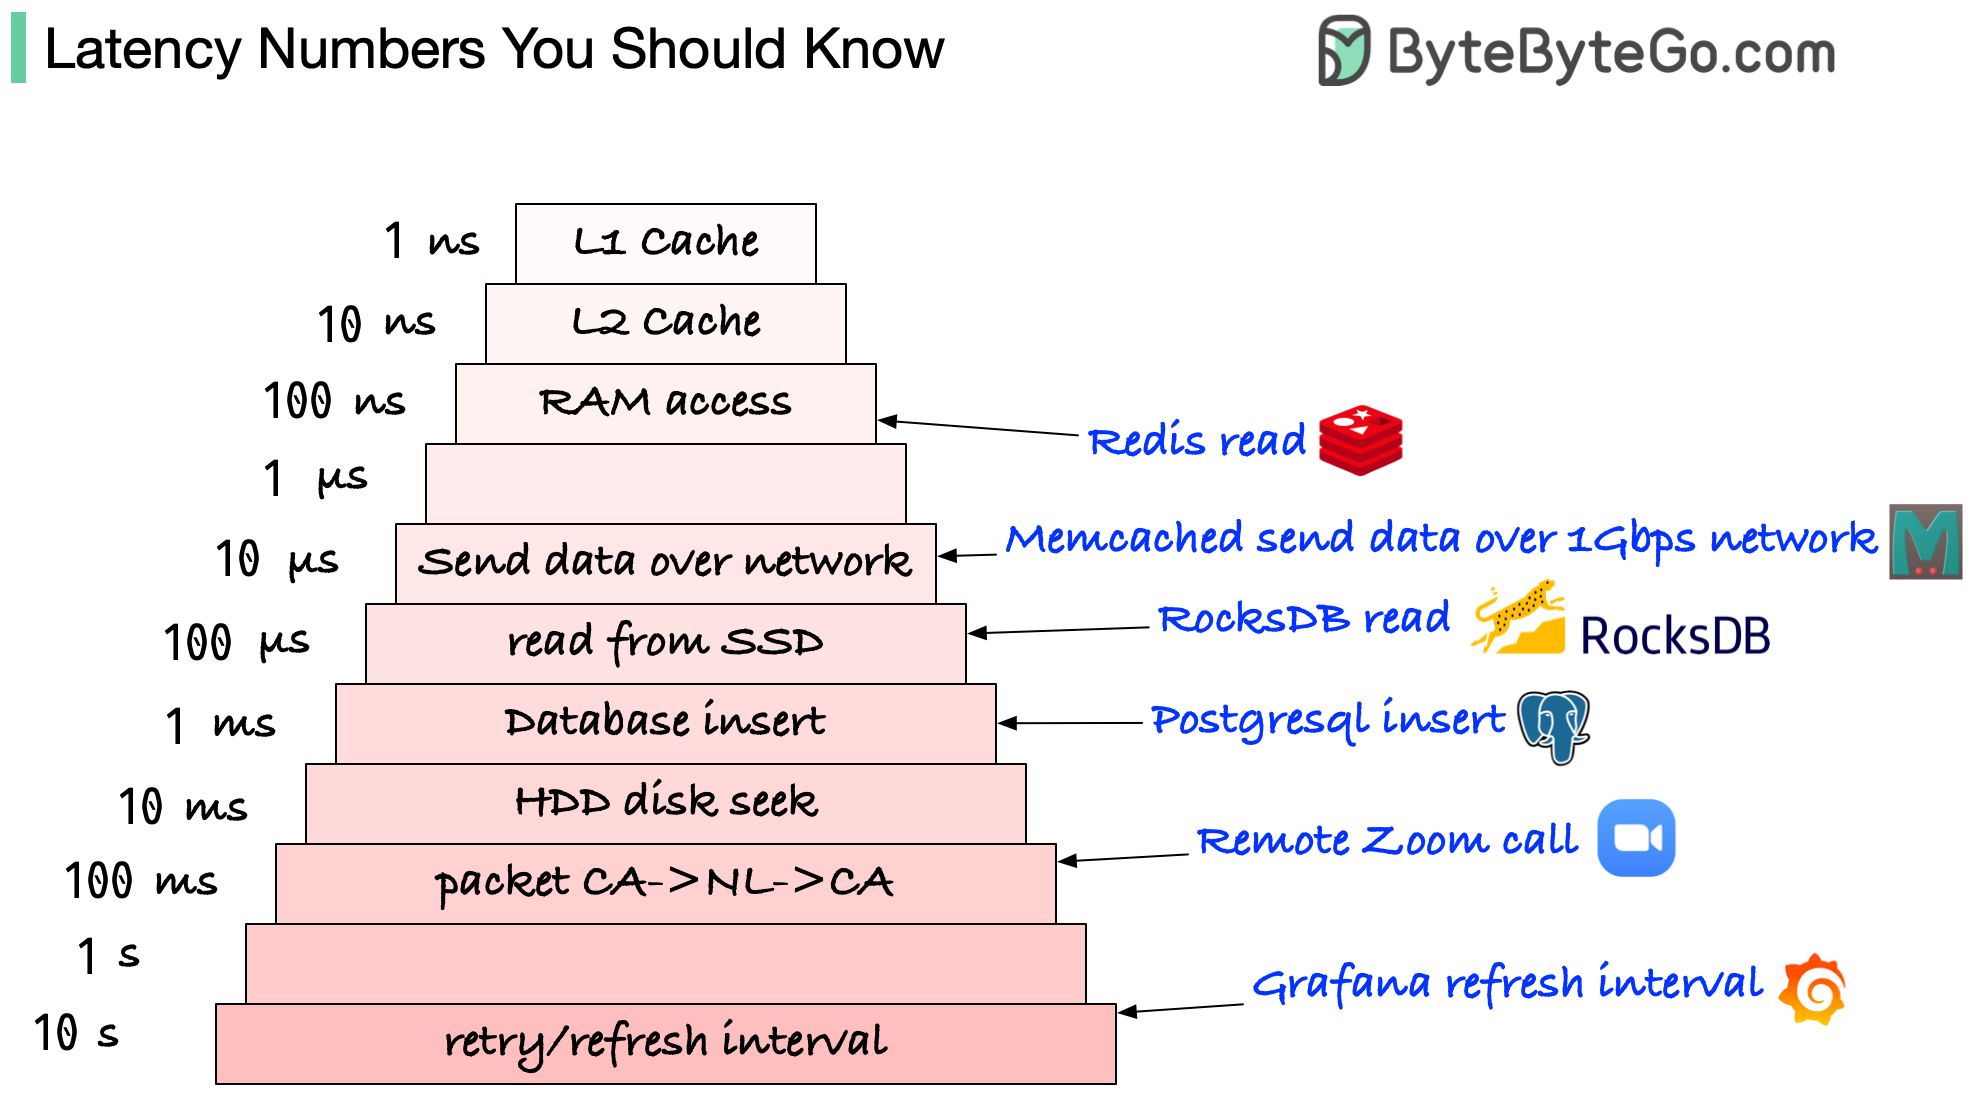 Latency Numbers You Should Know
ByteByteGo.com
1 ns
L1 Cache
10 ns
L2 Cache
100 ns
RAM access
Redis read
1 µs
10 µs
Send data over network
Memcached send data over 1Gbps network
M
100 µs
read from SSD
RocksDB read
RocksDB
1 ms
Database insert
Postgresql insert
10 ms
HDD disk seek
100 ms
packet CA->NL->CA
Remote Zoom call
1 s
10 s
retry/refresh interval
Grafana refresh interval